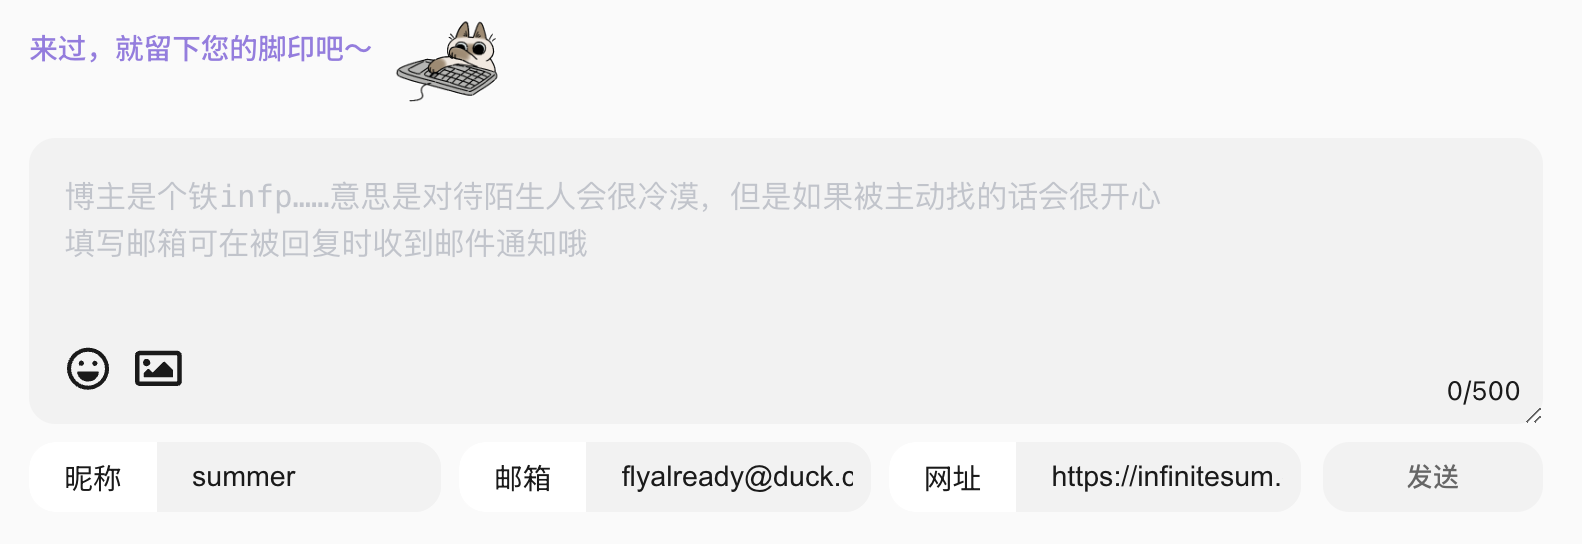 来过，就留下您的脚印吧～
博主是个铁infp……意思是对待陌生人会很冷漠，但是如果被主动找的话会很开心
填写邮箱可在被回复时收到邮件通知哦
0/500
昵称 summer 邮箱 flyalready@duck.c 网址 https://infinitesum. 发送